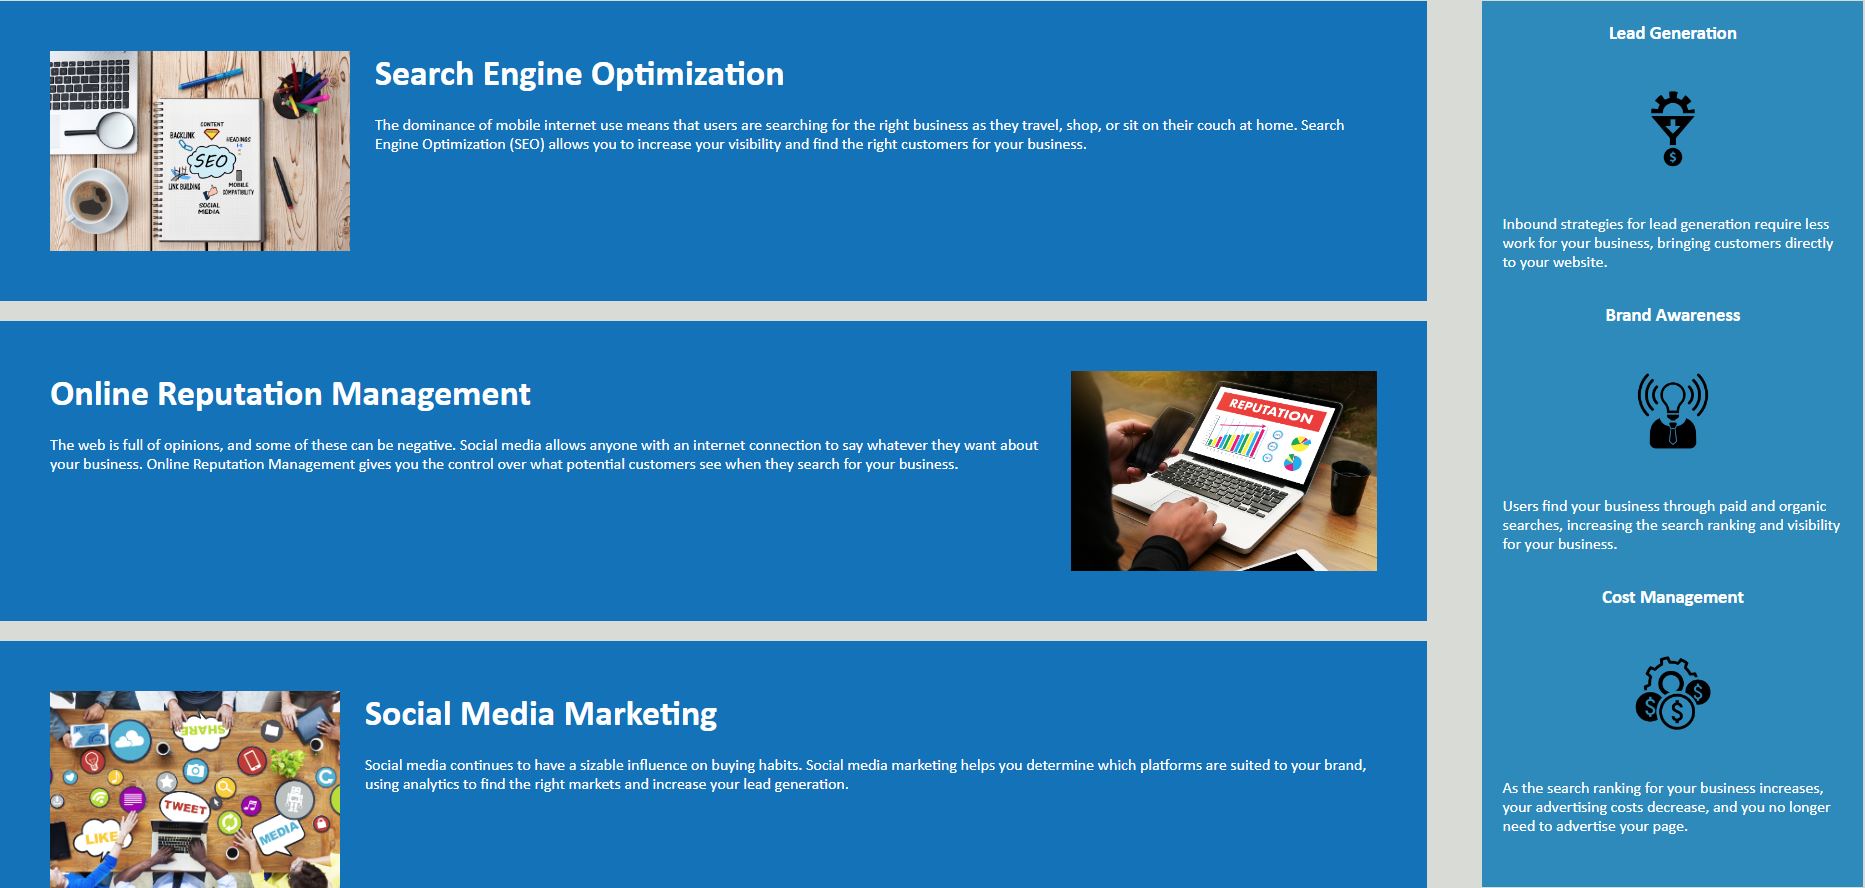 Search Engine Optimization
The dominance of mobile internet use means that users are searching for the right business as they travel, shop, or sit on their couch at home. Search
Engine Optimization (SEO) allows you to increase your visibility and find the right customers for your business.
CONTENT
BACKLINK
HEADINGS
SEO
LINK BUILDING
MOBILE
COMPATIBILITY
SOCIAL
MEDIA
Online Reputation Management
The web is full of opinions, and some of these can be negative. Social media allows anyone with an internet connection to say whatever they want about
your business. Online Reputation Management gives you the control over what potential customers see when they search for your business.
REPUTATION
Social Media Marketing
Social media continues to have a sizable influence on buying habits. Social media marketing helps you determine which platforms are suited to your brand,
using analytics to find the right markets and increase your lead generation.
SHARE
TWEET
LIKE
MEDIA
Lead Generation
$
Inbound strategies for lead generation require less
work for your business, bringing customers directly
to your website.
Brand Awareness
Users find your business through paid and organic
searches, increasing the search ranking and visibility
for your business.
Cost Management
$
$
$
As the search ranking for your business increases,
your advertising costs decrease, and you no longer
need to advertise your page.